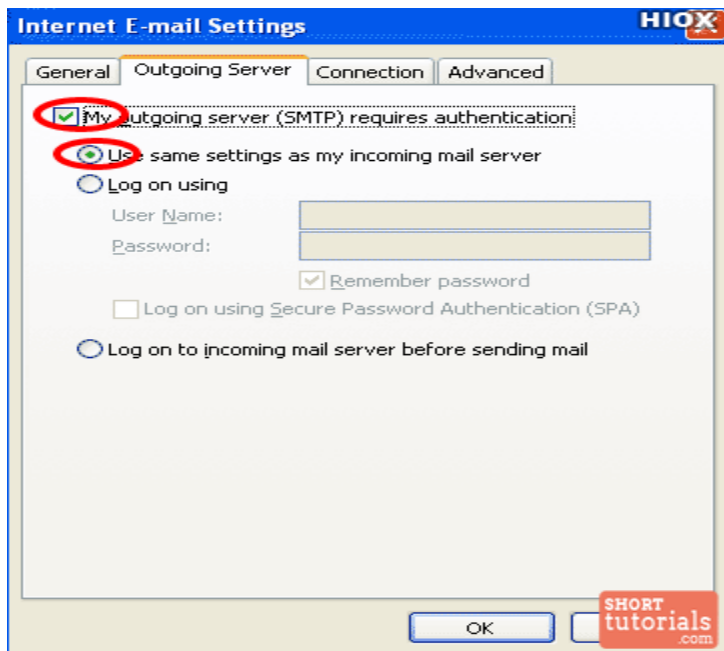 Internet E-mail Settings
HIOX
General Outgoing Server Connection Advanced
My outgoing server (SMTP) requires authentication
Use same settings as my incoming mail server
Log on using
User Name:
Password:
Remember password
Log on using Secure Password Authentication (SPA)
Log on to incoming mail server before sending mail
OK
SHORT
tutorials
.com